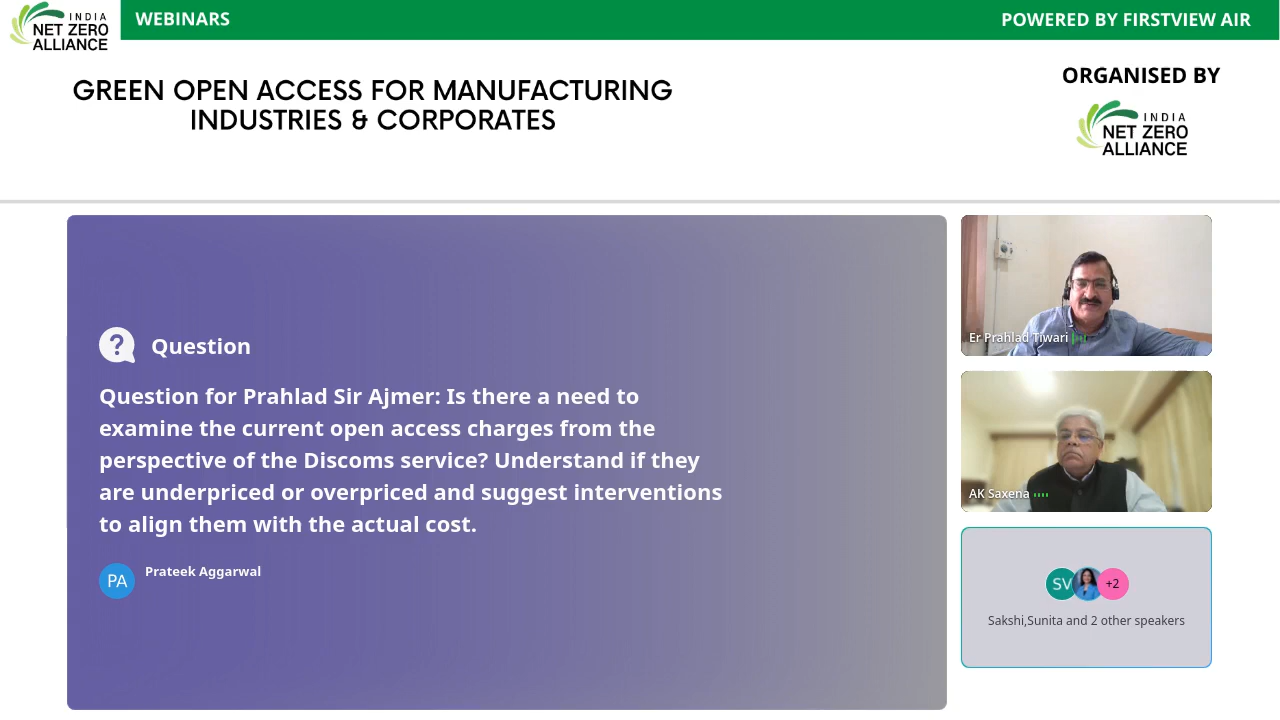 INDIA
NET ZERO
ALLIANCE
WEBINARS
POWERED BY FIRSTVIEW AIR
GREEN OPEN ACCESS FOR MANUFACTURING
INDUSTRIES & CORPORATES
ORGANISED BY
INDIA
NET ZERO
ALLIANCE
Question
Question for Prahlad Sir Ajmer: Is there a need to
examine the current open access charges from the
perspective of the Discoms service? Understand if they
are underpriced or overpriced and suggest interventions
to align them with the actual cost.
PA
Prateek Aggarwal
Er Prahlad Tiwari
AK Saxena
SV
+2
Sakshi,Sunita and 2 other speakers